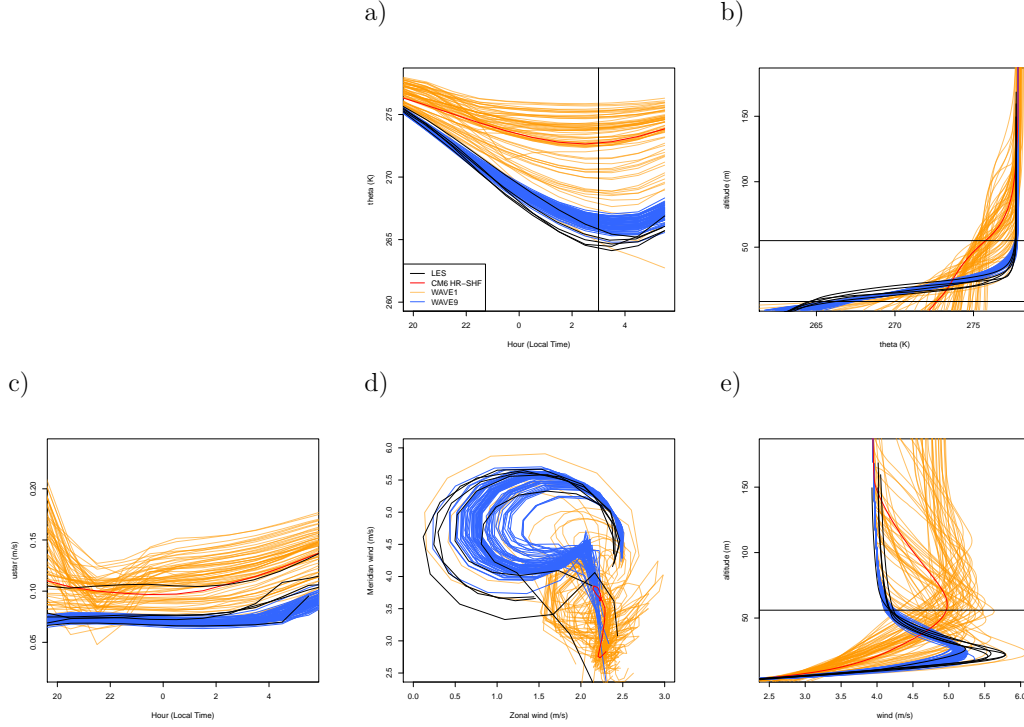 a)
b)
theta (K)
275
270
265
260
LES
CM6 HR−SHF
WAVE1
WAVE9
20
22
0
2
4
Hour (Local Time)
altitude (m)
150
100
50
265
270
275
theta (K)
c)
d)
e)
ustar (m/s)
0.20
0.15
0.10
0.05
20
22
0
2
4
Hour (Local Time)
Meridian wind (m/s)
6.0
5.5
5.0
4.5
4.0
3.5
3.0
2.5
0.0
0.5
1.0
1.5
2.0
2.5
3.0
Zonal wind (m/s)
altitude (m)
150
100
50
2.5
3.0
3.5
4.0
4.5
5.0
5.5
6.0
wind (m/s)